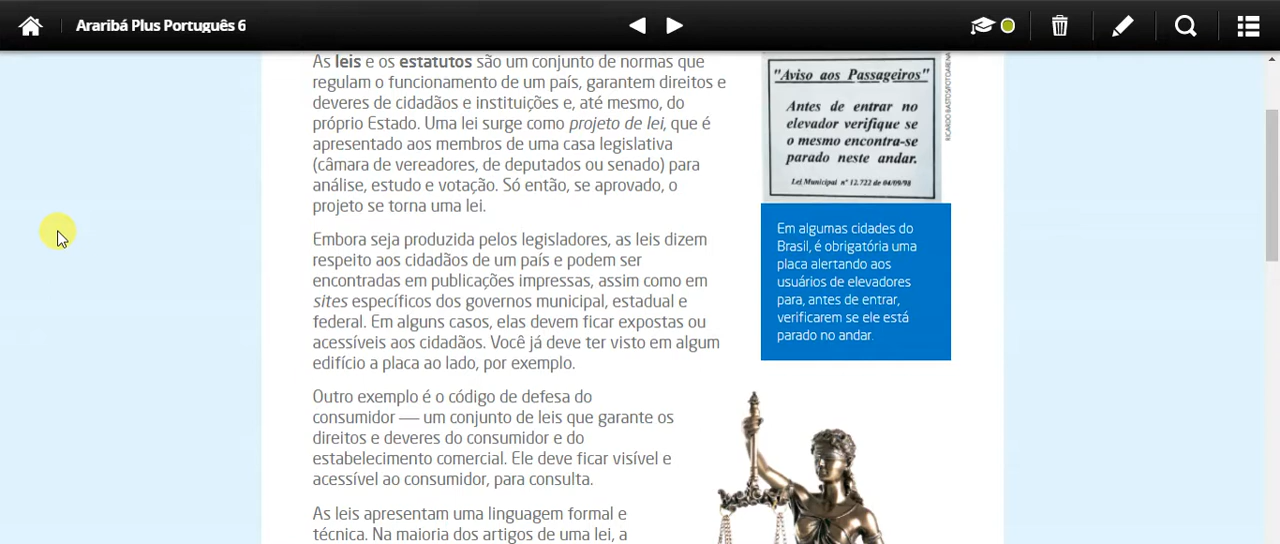 Araribá Plus Português 6
As leis e os estatutos são um conjunto de normas que
regulam o funcionamento de um país, garantem direitos e
deveres de cidadãos e instituições e, até mesmo, do
próprio Estado. Uma lei surge como projeto de lei, que é
apresentado aos membros de uma casa legislativa
(câmara de vereadores, de deputados ou senado) para
análise, estudo e votação. Só então, se aprovado, o
projeto se torna uma lei.
Embora seja produzida pelos legisladores, as leis dizem
respeito aos cidadãos de um país e podem ser
encontradas em publicações impressas, assim como em
sites específicos dos governos municipal, estadual e
federal. Em alguns casos, elas devem ficar expostas ou
acessíveis aos cidadãos. Você já deve ter visto em algum
edifício a placa ao lado, por exemplo.
Outro exemplo é o código de defesa do
consumidor — um conjunto de leis que garante os
direitos e deveres do consumidor e do
estabelecimento comercial. Ele deve ficar visível e
acessível ao consumidor, para consulta.
As leis apresentam uma linguagem formal e
técnica. Na maioria dos artigos de uma lei, a
"Aviso aos Passageiros"
Antes de entrar no
elevador verifique se
o mesmo encontra-se
parado neste andar.
Lei Municipal nº 12.722 de 04/09/98
RICARDO BASTOS/FOTOARENA
Em algumas cidades do
Brasil, é obrigatória uma
placa alertando aos
usuários de elevadores
para, antes de entrar,
verificarem se ele está
parado no andar.